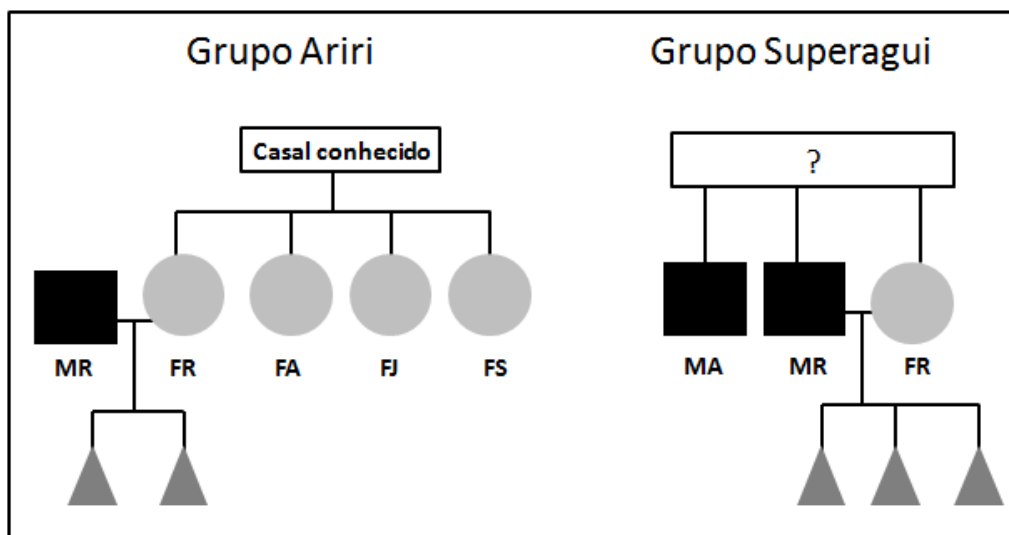 Grupo Ariri
Casal conhecido
MR FR FA FJ FS
Grupo Superagui
?
MA MR FR